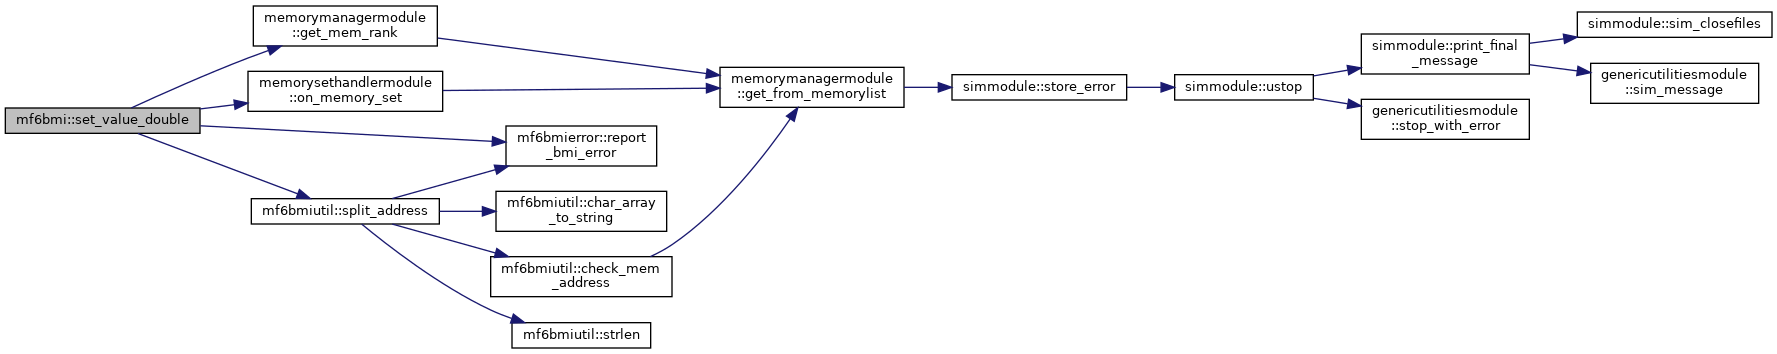 mf6bmi::set_value_double
memorymanagermodule
::get_mem_rank
memorysethandlermodule
::on_memory_set
mf6bmierror::report
_bmi_error
mf6bmiutil::split_address
mf6bmiutil::char_array
_to_string
mf6bmiutil::check_mem
_address
mf6bmiutil::strlen
memorymanagermodule
::get_from_memorylist
simmodule::store_error
simmodule::ustop
simmodule::print_final
_message
genericutilitiesmodule
::stop_with_error
simmodule::sim_closefiles
genericutilitiesmodule
::sim_message